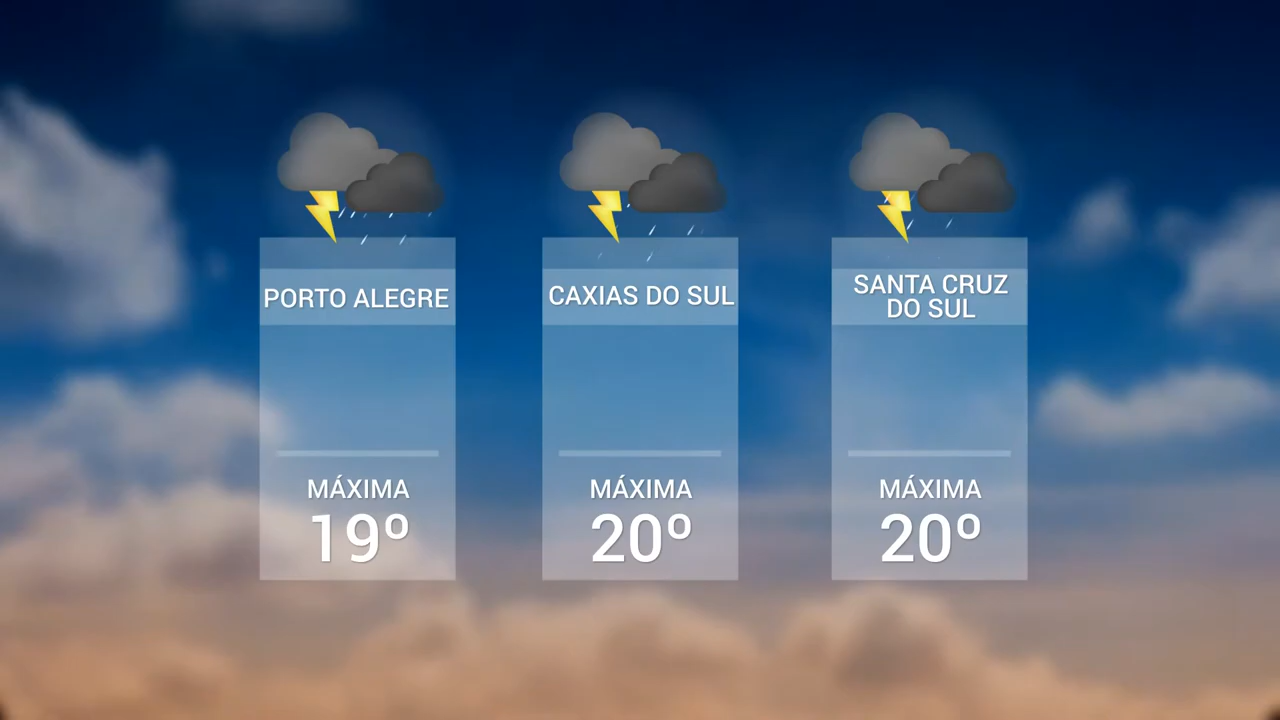 PORTO ALEGRE
MÁXIMA
19º
CAXIAS DO SUL
MÁXIMA
20º
SANTA CRUZ
DO SUL
MÁXIMA
20º